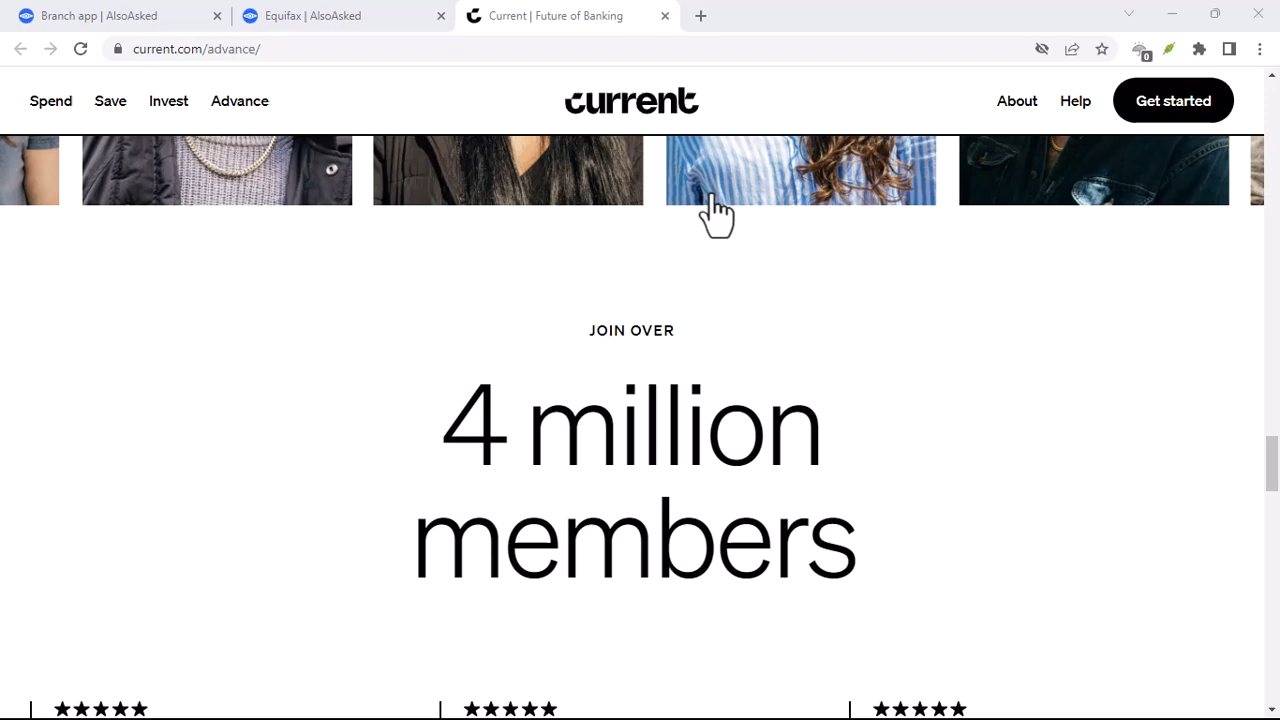 Branch app | AlsoAsked
Equifax | AlsoAsked
Current | Future of Banking
current.com/advance/
0
Spend
Save
Invest
Advance
current
About
Help
Get started
JOIN OVER
4 million
members